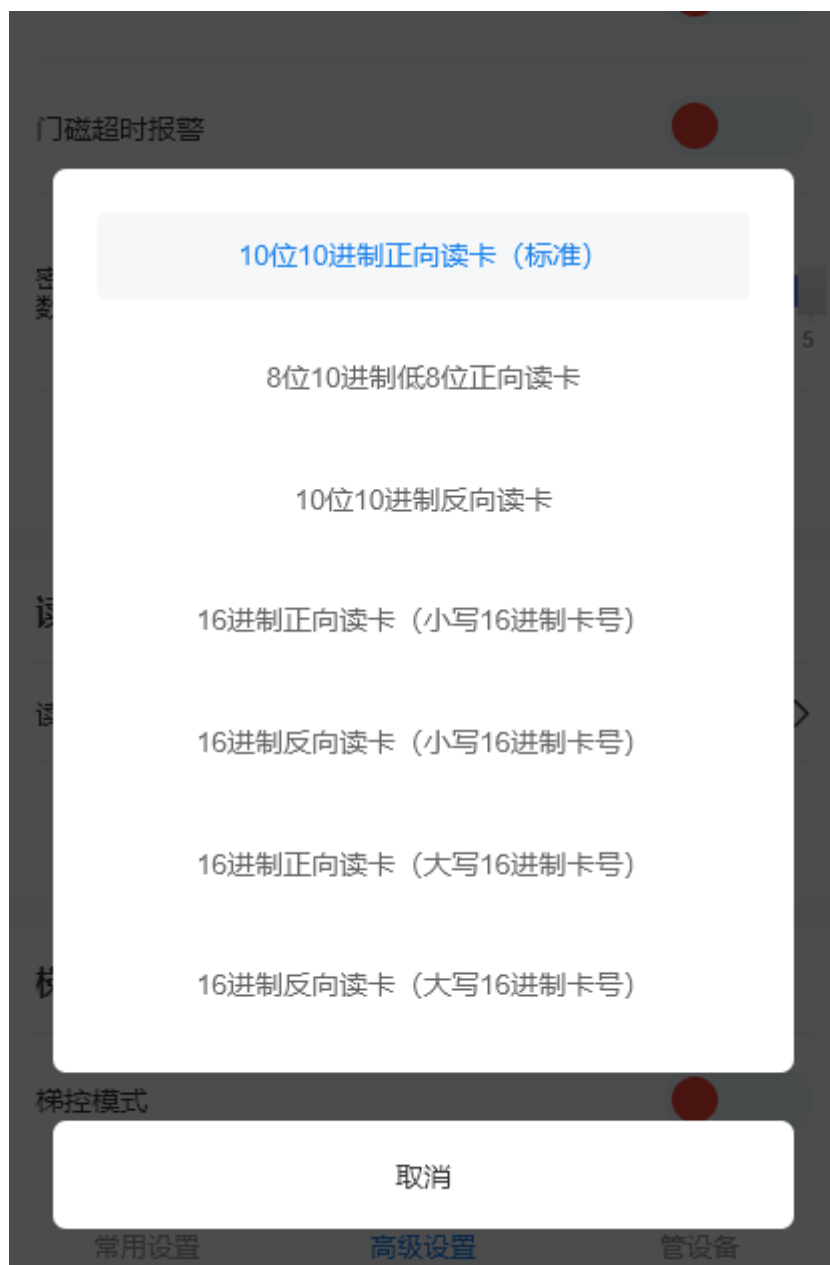 门磁超时报警
10位10进制正向读卡（标准）
密
数
5
8位10进制低8位正向读卡
10位10进制反向读卡
16进制正向读卡（小写16进制卡号）
读
16进制反向读卡（小写16进制卡号）
16进制正向读卡（大写16进制卡号）
16进制反向读卡（大写16进制卡号）
梯控模式
取消
常用设置
高级设置
管设备